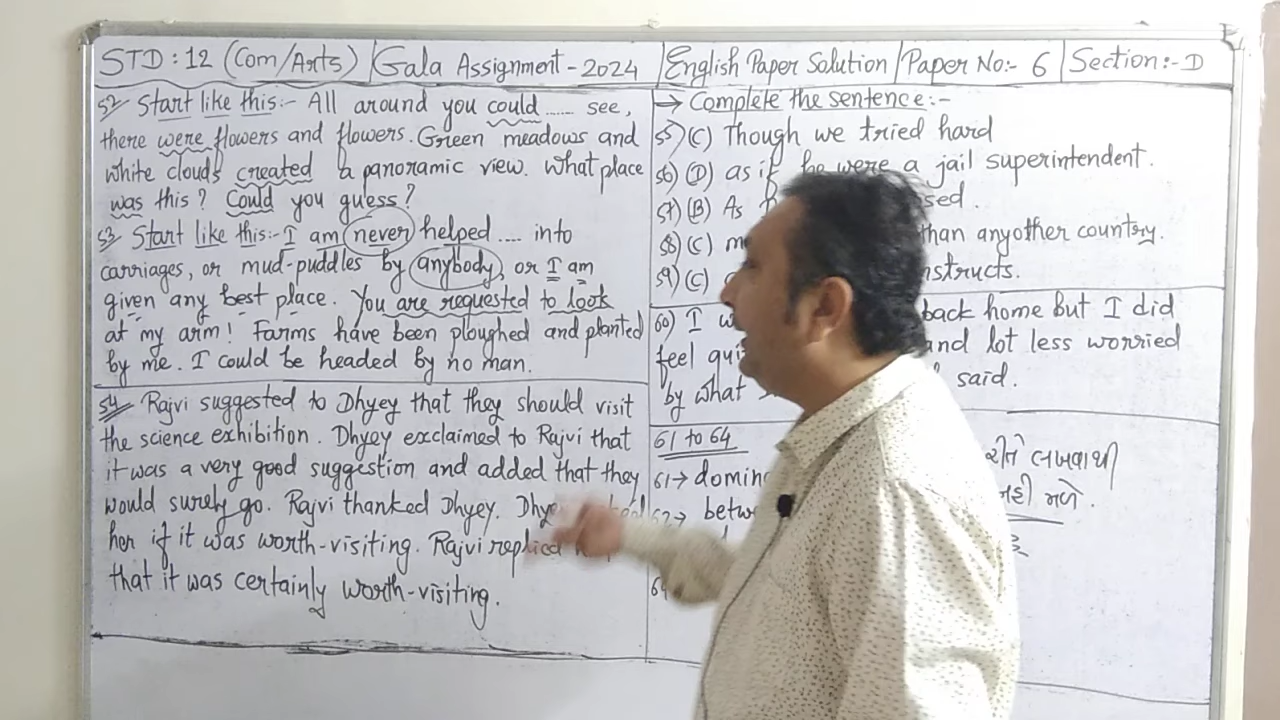 STD : 12 (Com/Arts) | Gala Assignment - 2024 | English Paper Solution | Paper No:- 6 | Section:- D
52) Start like this:- All around you could ...... see,
there were flowers and flowers. Green meadows and
white clouds created a panoramic view. What place
was this? Could you guess?
53) Start like this:- I am never helped .... into
carriages, or mud-puddles by anybody, or I am
given any best place. You are requested to look
at my arm! Farms have been ploughed and planted
by me. I could be headed by no man.
54) Rajvi suggested to Dhyey that they should visit
the science exhibition. Dhyey exclaimed to Rajvi that
it was a very good suggestion and added that they
would surely go. Rajvi thanked Dhyey. Dhyey
her if it was worth-visiting. Rajvi replied
that it was certainly worth-visiting.
→ Complete the sentence:-
55) (C) Though we tried hard
56) (D) as if he were a jail superintendent.
57) (B) As
58) (C) than anyother country.
59) (C)
60) I back home but I did
feel and lot less worried
by what said.
61 to 64
61 →
62 →
64
રીતે લખવાથી
નહી મળે.